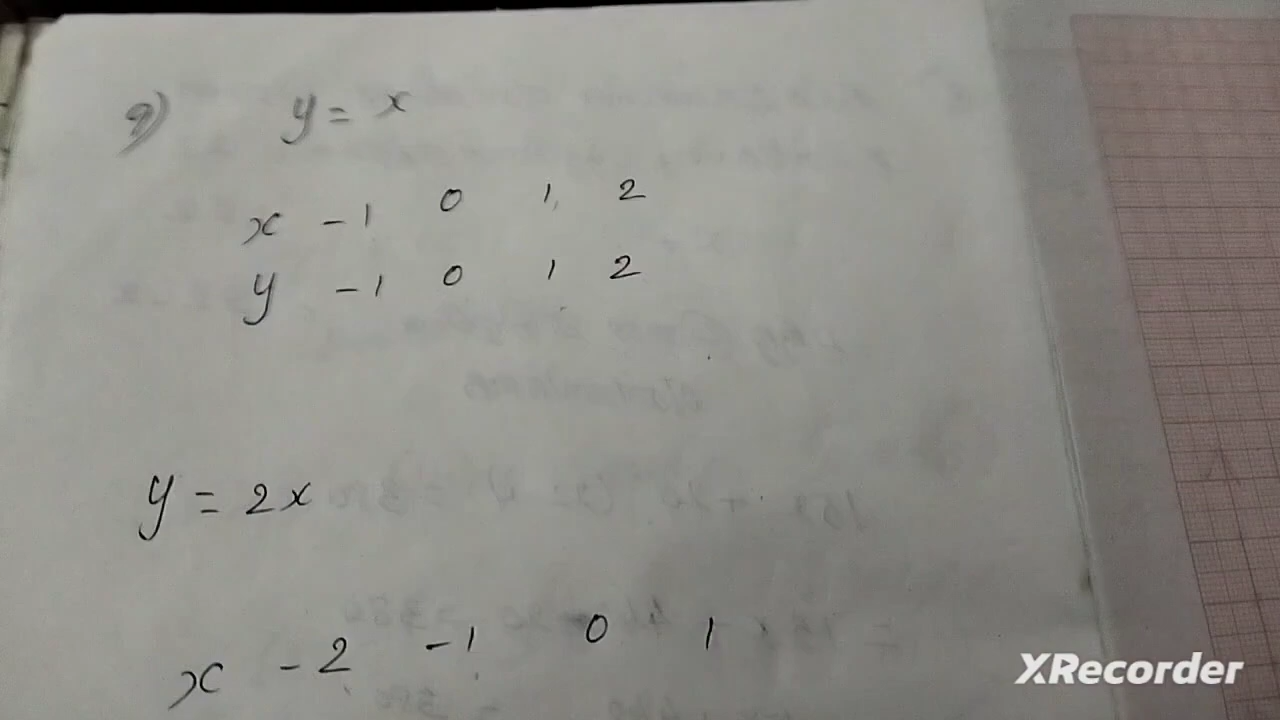 9) y = x
x -1 0 1 2
y -1 0 1 2
y = 2x
x -2 -1 0 1
XRecorder